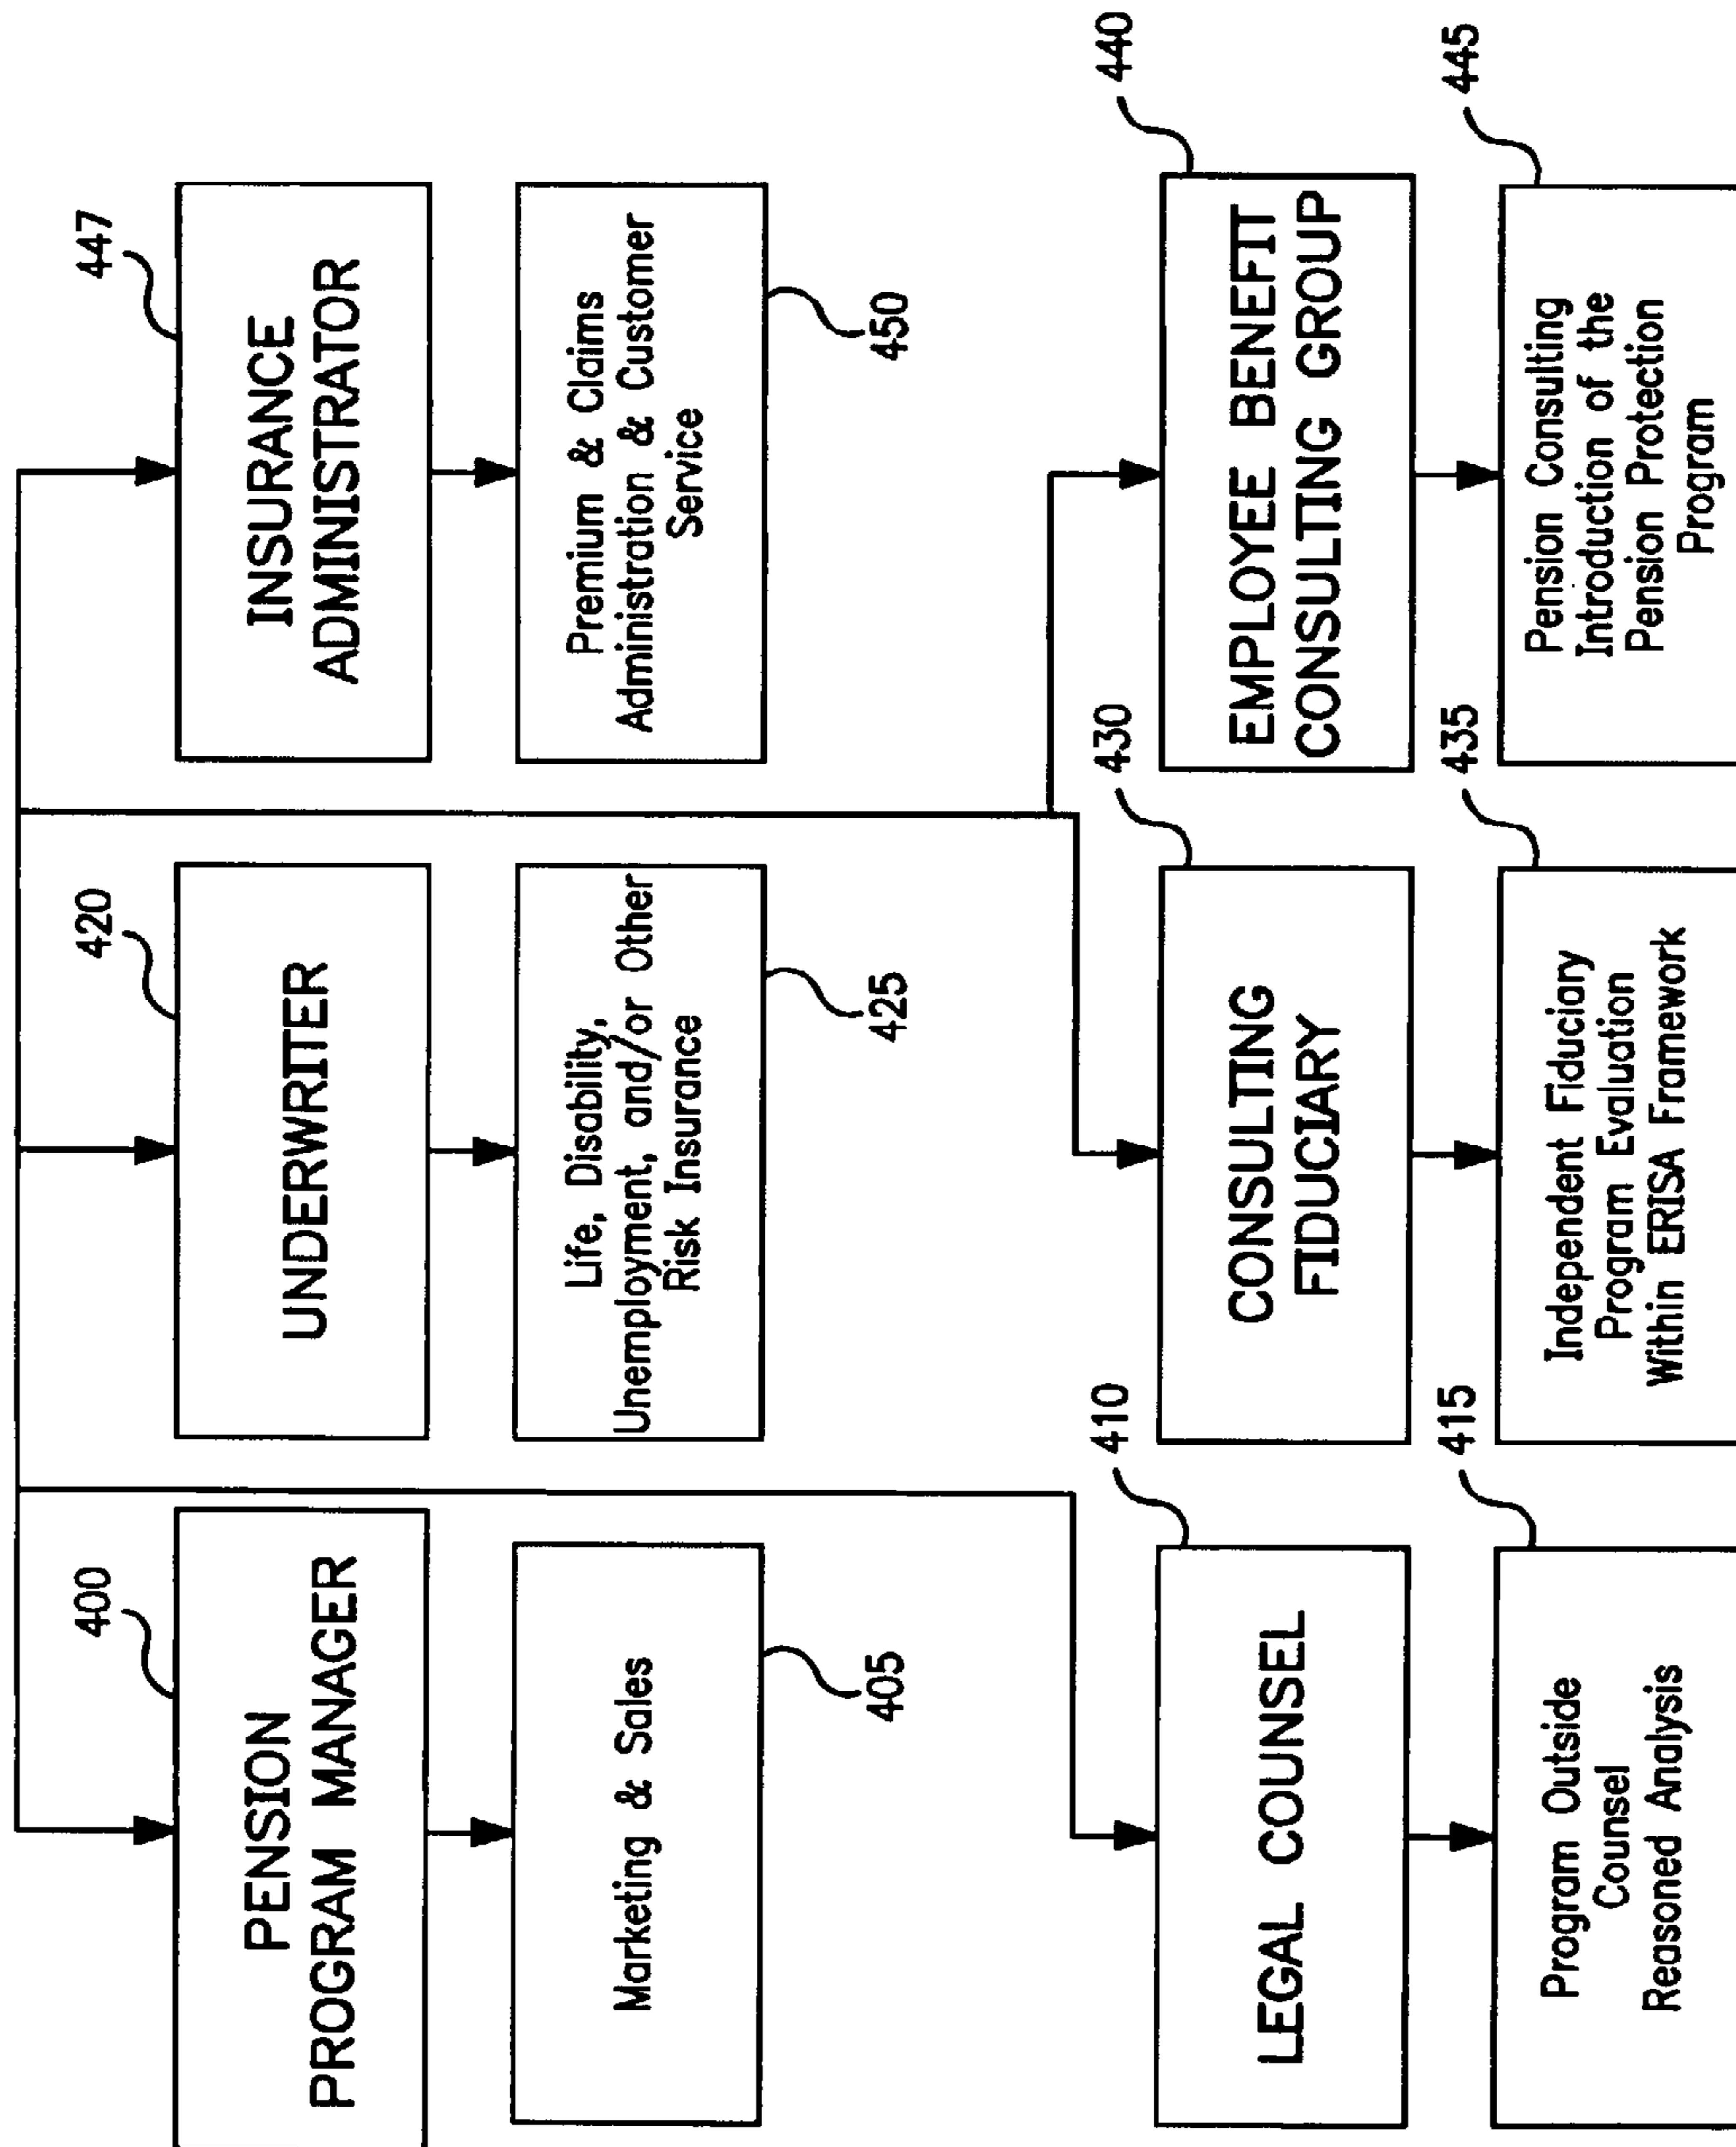 400
PENSION
PROGRAM MANAGER
Marketing & Sales
405
420
UNDERWRITER
Life, Disability,
Unemployment, and/or Other
Risk Insurance
425
447
INSURANCE
ADMINISTRATOR
Premium & Claims
Administration & Customer
Service
450
410
LEGAL COUNSEL
415
Program Outside
Counsel
Reasoned Analysis
430
CONSULTING
FIDUCIARY
435
Independent Fiduciary
Program Evaluation
Within ERISA Framework
440
EMPLOYEE BENEFIT
CONSULTING GROUP
445
Pension Consulting
Introduction of the
Pension Protection
Program